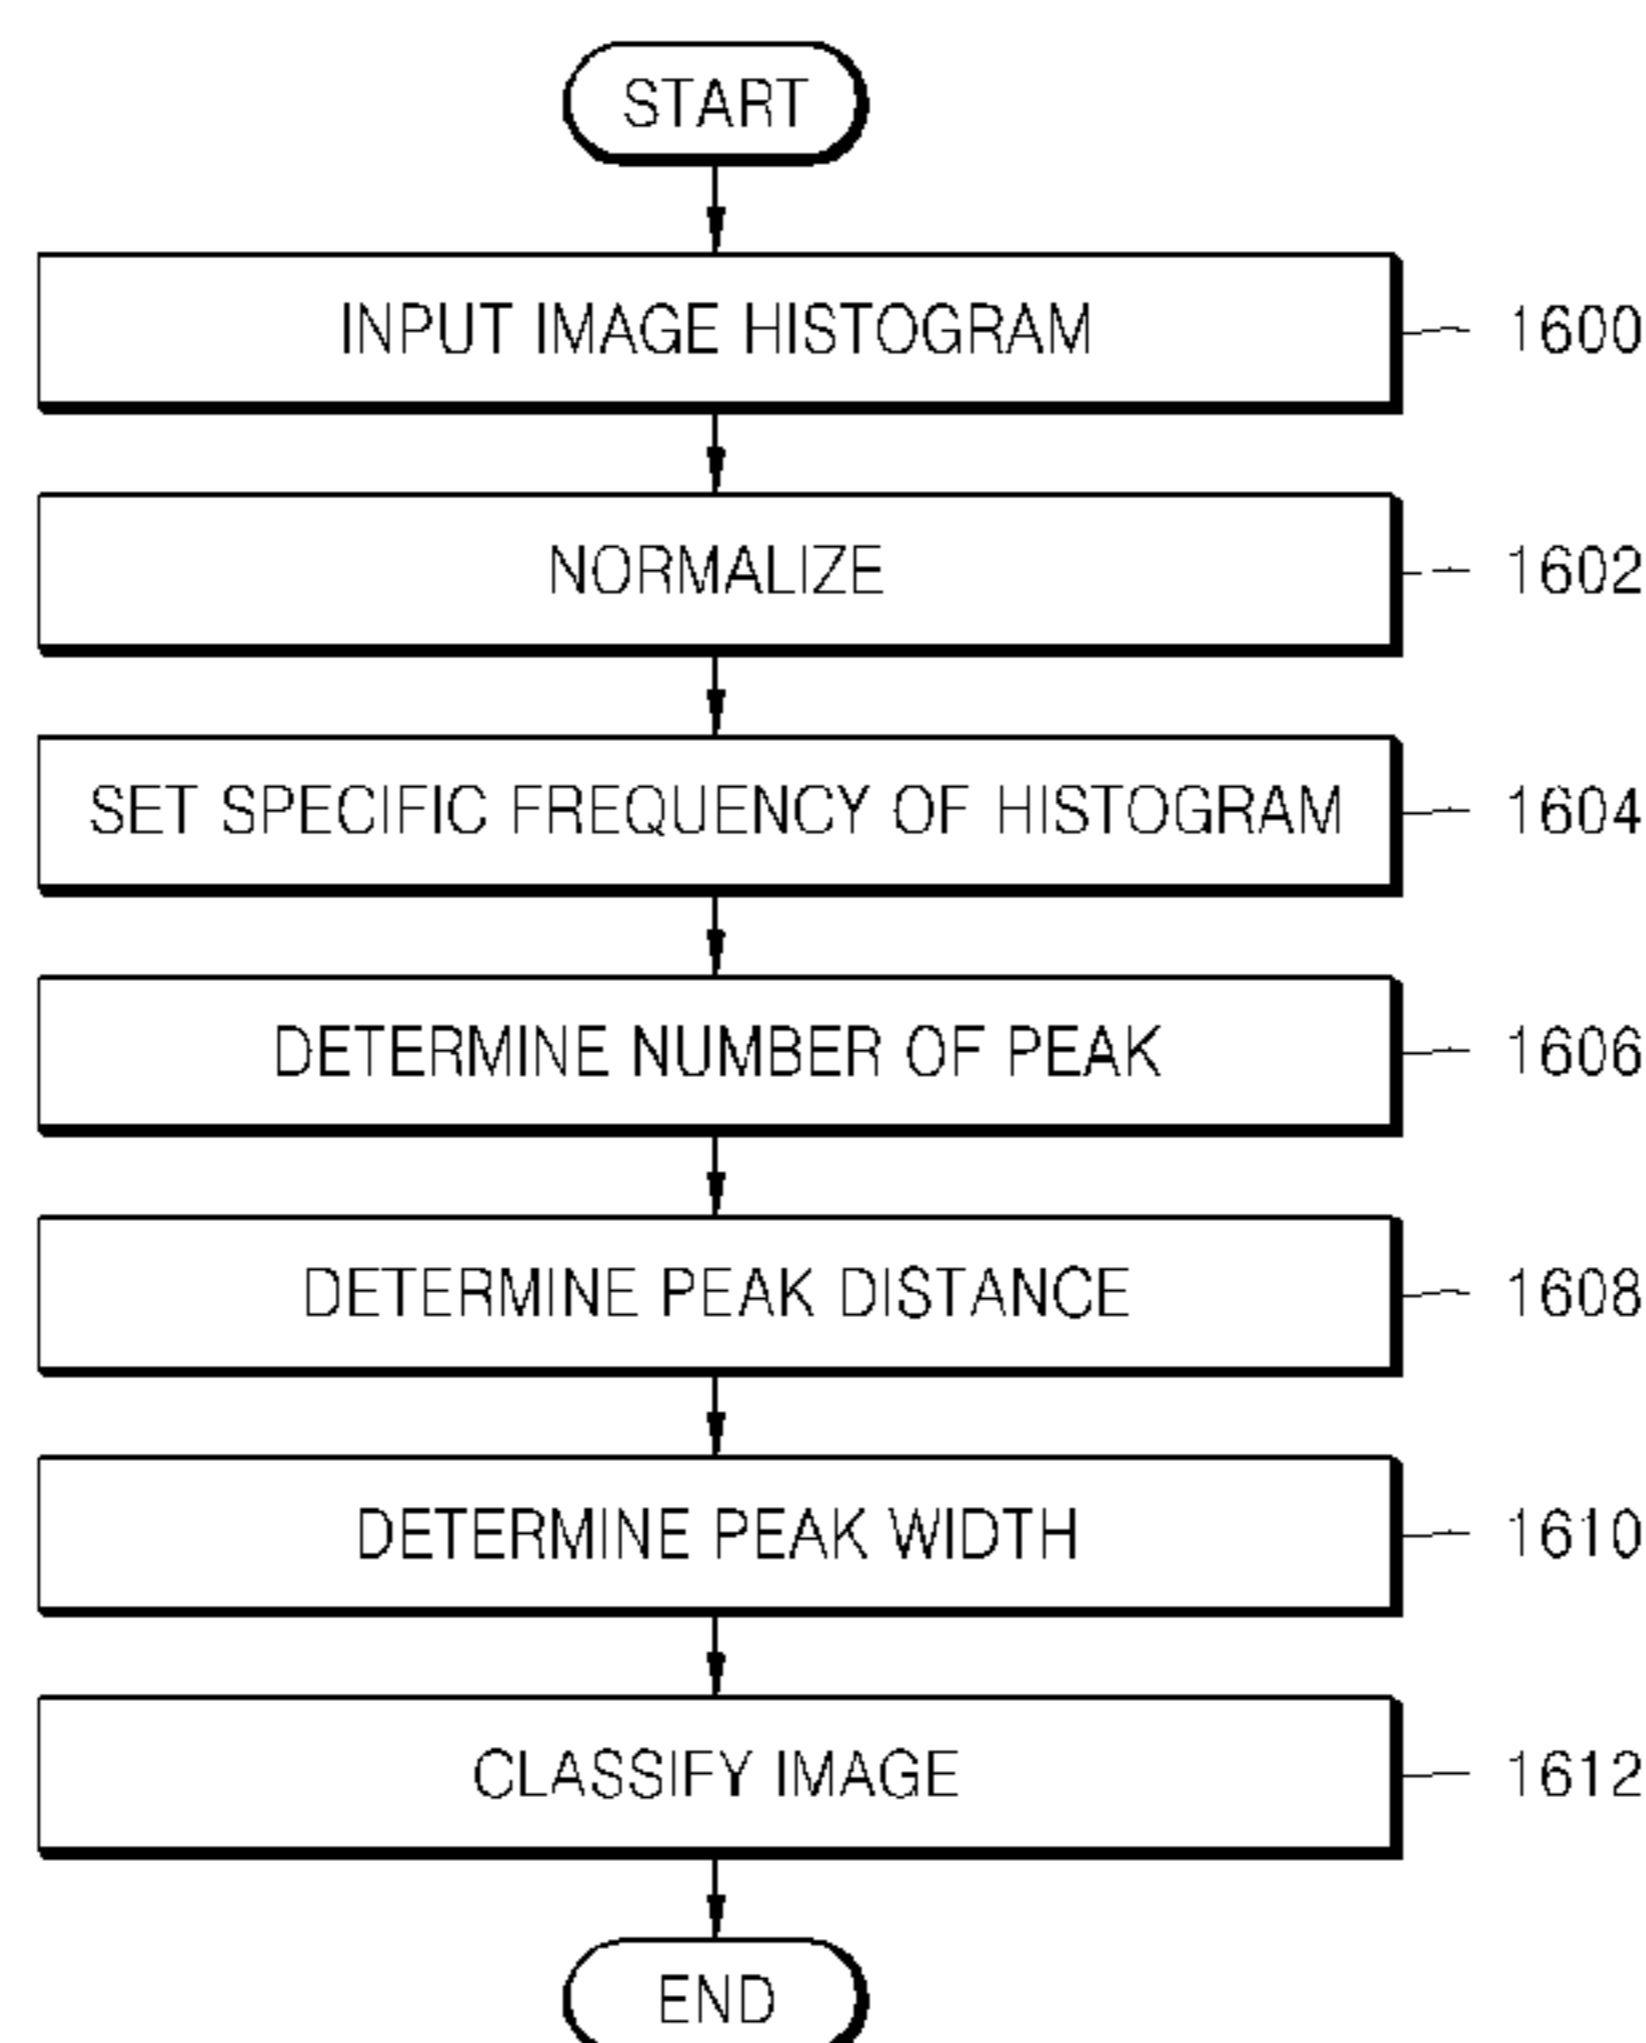 START
INPUT IMAGE HISTOGRAM 1600
NORMALIZE 1602
SET SPECIFIC FREQUENCY OF HISTOGRAM 1604
DETERMINE NUMBER OF PEAK 1606
DETERMINE PEAK DISTANCE 1608
DETERMINE PEAK WIDTH 1610
CLASSIFY IMAGE 1612
END